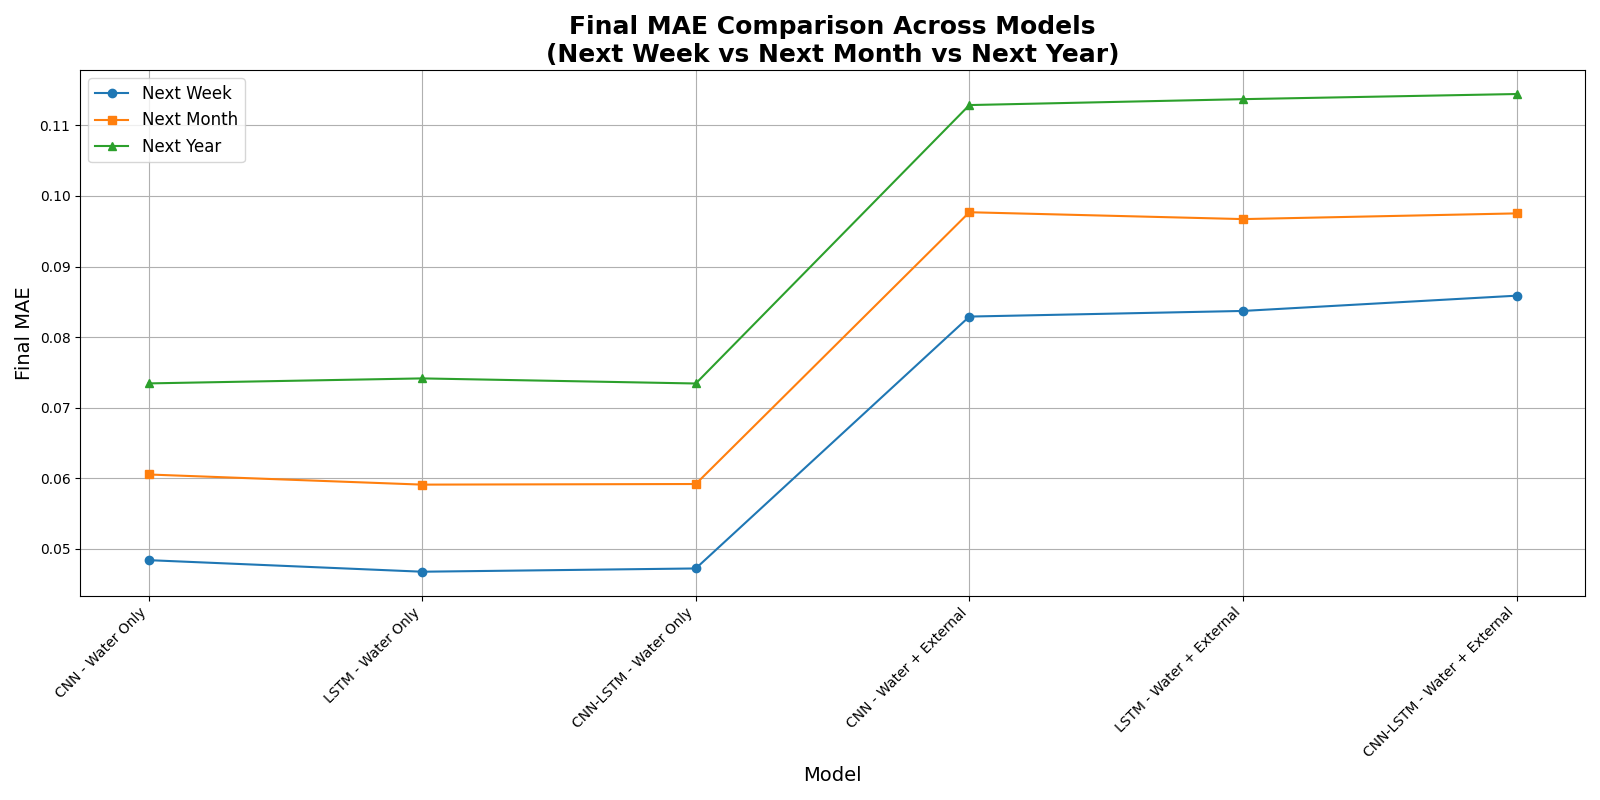 Final MAE Comparison Across Models
(Next Week vs Next Month vs Next Year)
Next Week
Next Month
Next Year
Final MAE
0.11
0.10
0.09
0.08
0.07
0.06
0.05
CNN - Water Only
LSTM - Water Only
CNN-LSTM - Water Only
CNN - Water + External
LSTM - Water + External
CNN-LSTM - Water + External
Model